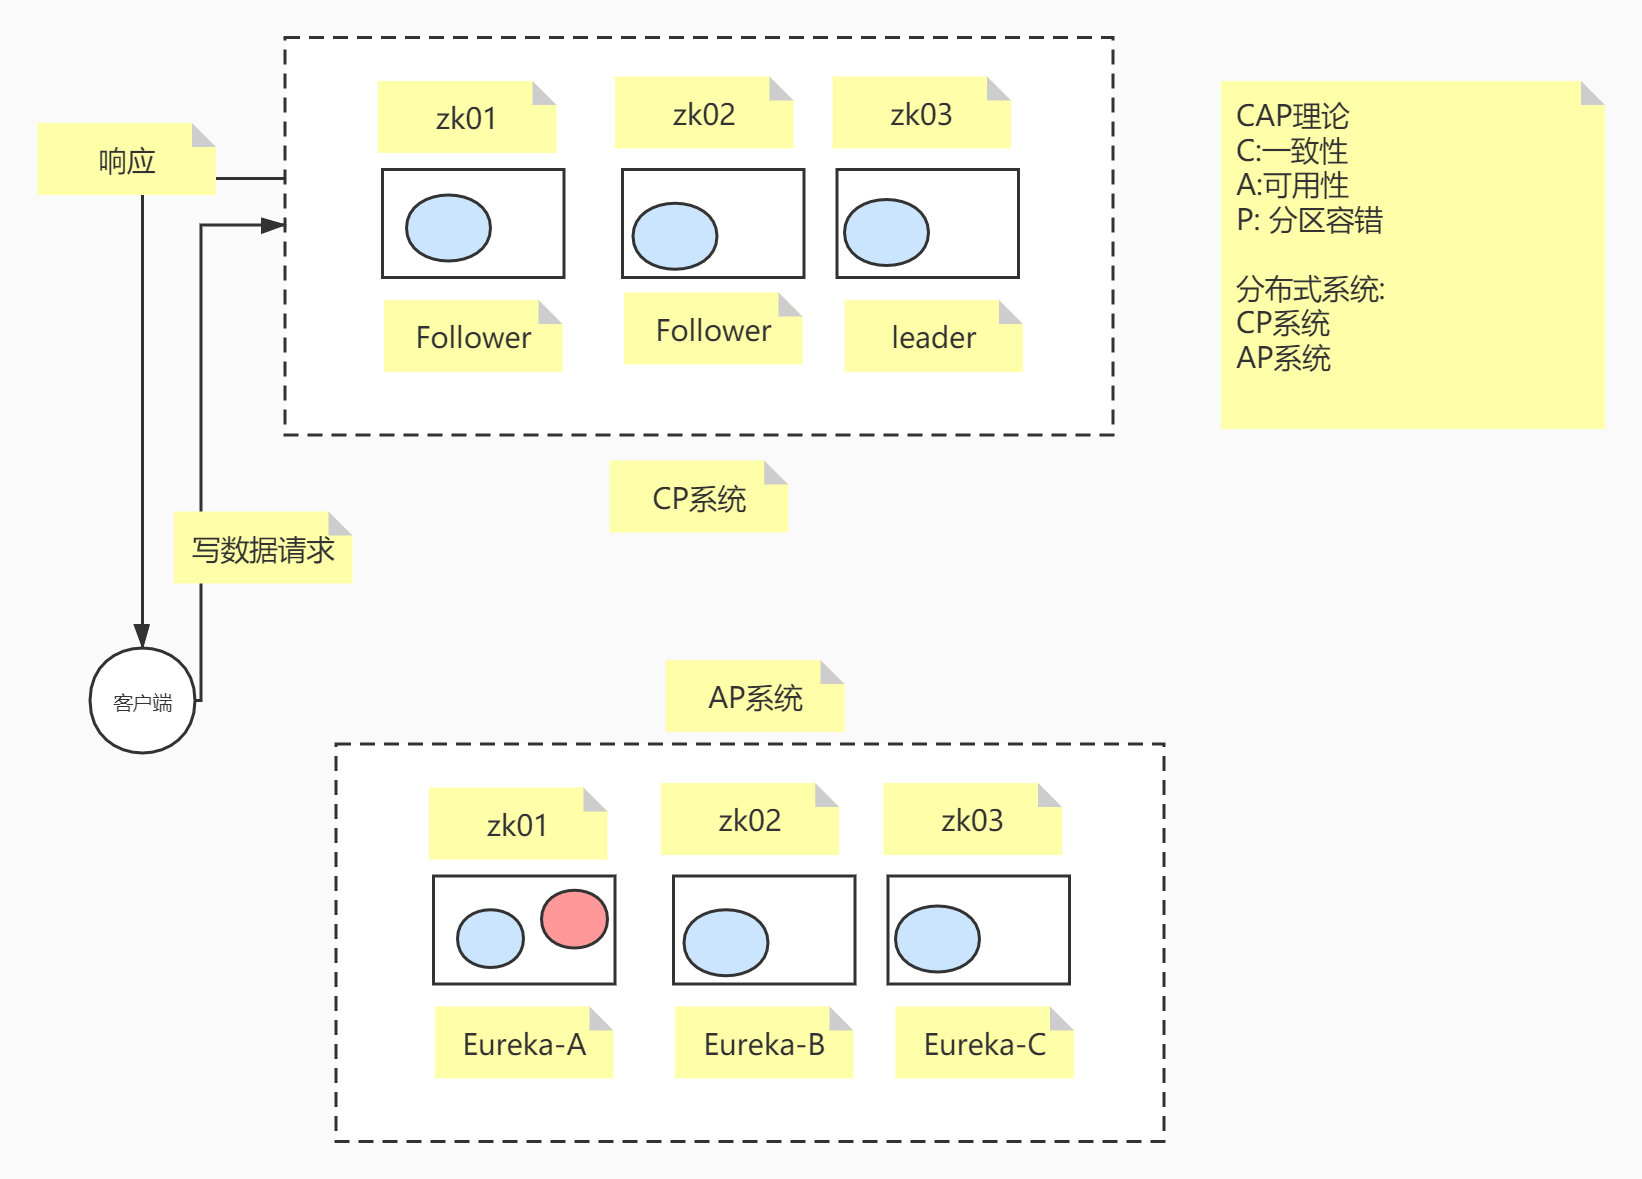 响应
zk01
zk02
zk03
Follower
Follower
leader
CAP理论
C:一致性
A:可用性
P: 分区容错
分布式系统:
CP系统
AP系统
CP系统
写数据请求
客户端
AP系统
zk01
zk02
zk03
Eureka-A
Eureka-B
Eureka-C